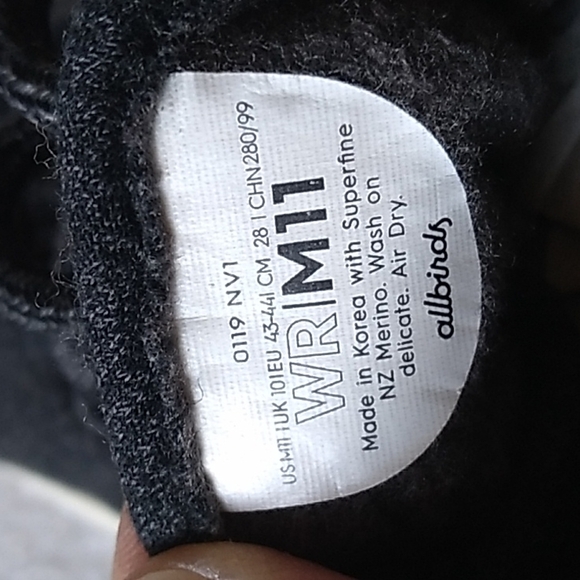 0119 NV1
US M11 | UK 10 | EU 43-44 | CM 28 | CHN 280/99
WR|M11
Made in Korea with Superfine
NZ Merino. Wash on
delicate. Air Dry.
allbirds